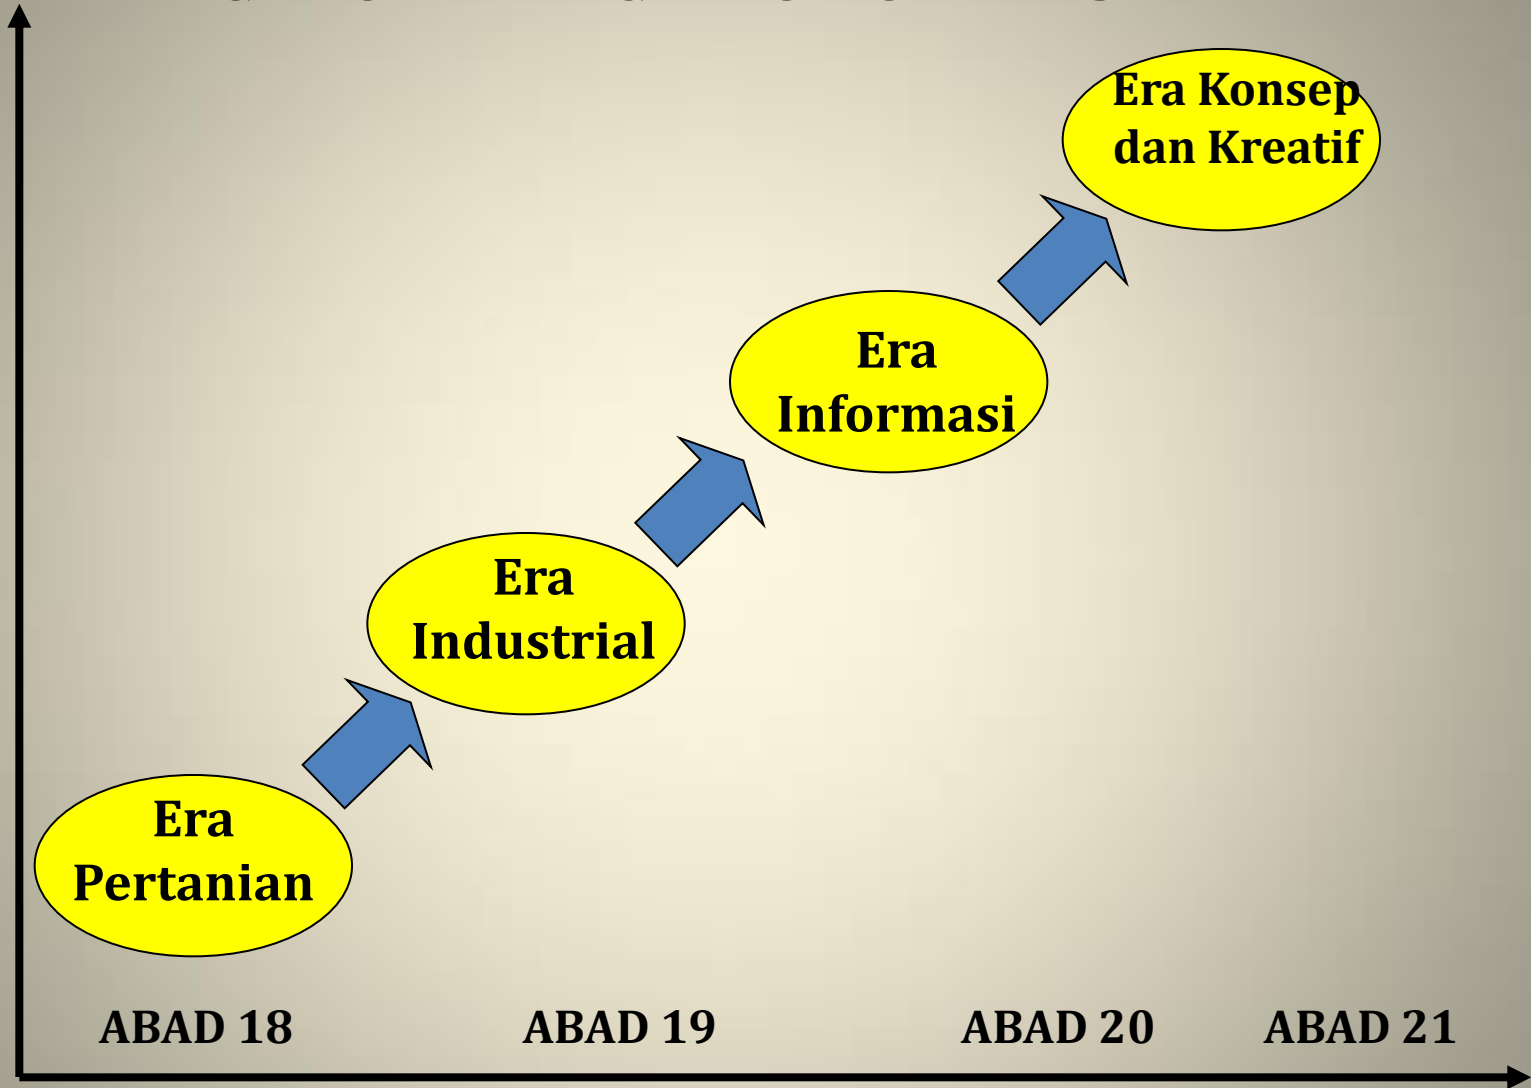 Era Konsep
dan Kreatif
Era
Informasi
Era
Industrial
Era
Pertanian
ABAD 18 ABAD 19 ABAD 20 ABAD 21